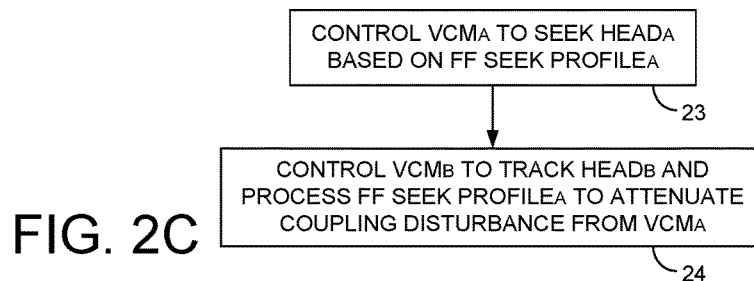 CONTROL VCMA TO SEEK HEADA
BASED ON FF SEEK PROFILEA
23
CONTROL VCMB TO TRACK HEADB AND
PROCESS FF SEEK PROFILEA TO ATTENUATE
COUPLING DISTURBANCE FROM VCMA
24
FIG. 2C